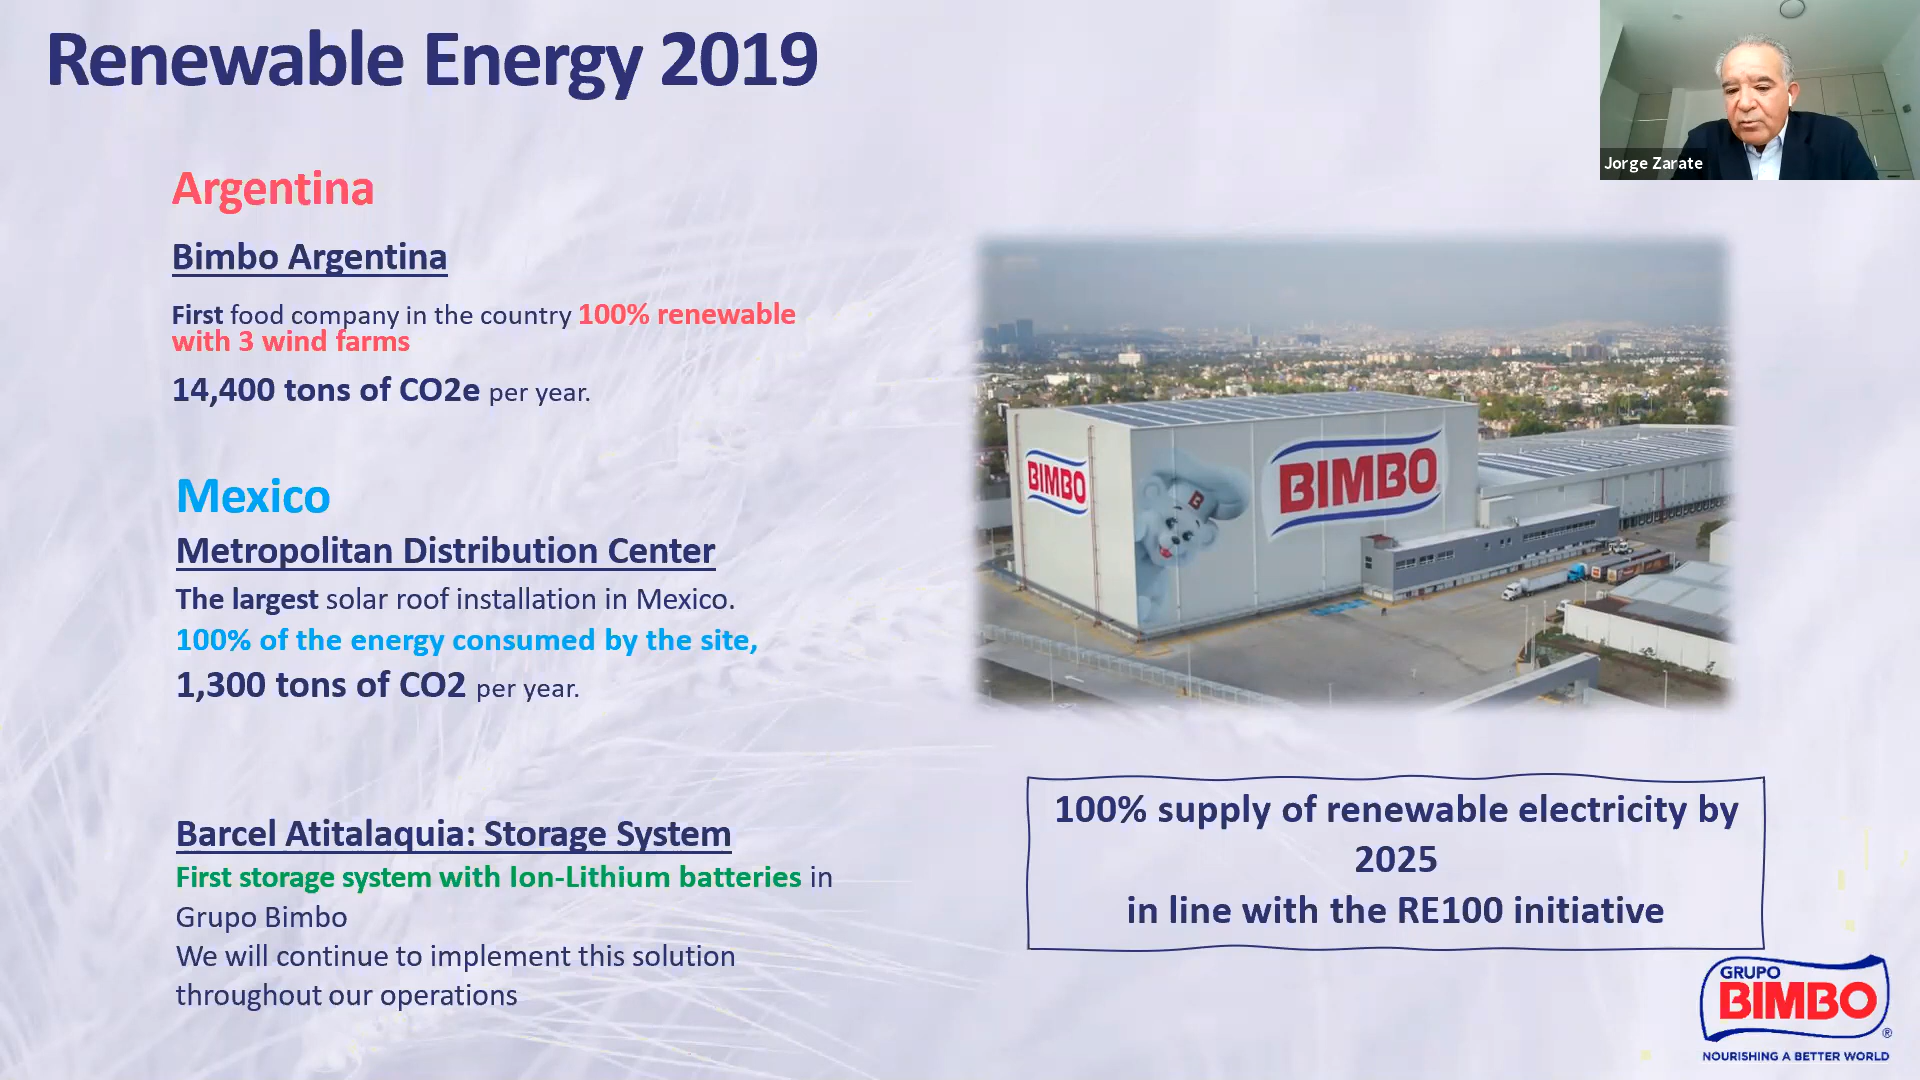 Renewable Energy 2019
Jorge Zarate
Argentina
Bimbo Argentina
First food company in the country 100% renewable
with 3 wind farms
14,400 tons of CO2e per year.
Mexico
Metropolitan Distribution Center
The largest solar roof installation in Mexico.
100% of the energy consumed by the site,
1,300 tons of CO2 per year.
Barcel Atitalaquia: Storage System
First storage system with Ion-Lithium batteries in
Grupo Bimbo
We will continue to implement this solution
throughout our operations
BIMBO
B
BIMBO
100% supply of renewable electricity by
2025
in line with the RE100 initiative
GRUPO
BIMBO
®
NOURISHING A BETTER WORLD